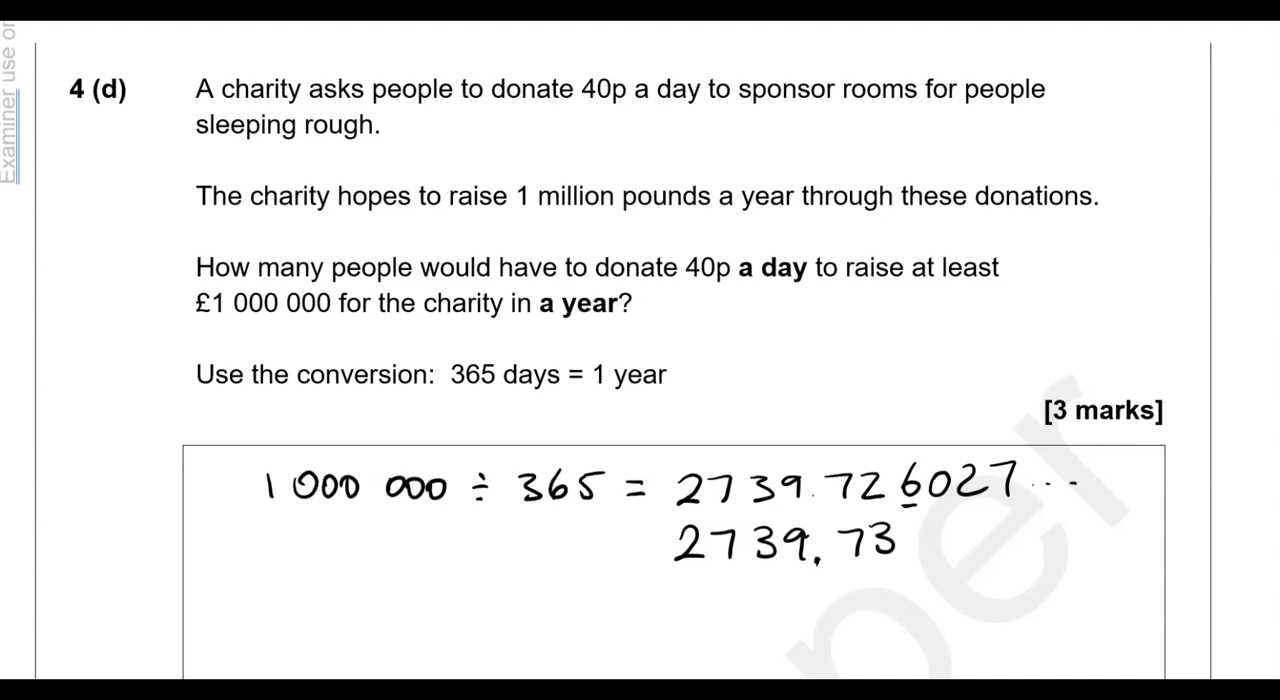 Examiner use or
4 (d) A charity asks people to donate 40p a day to sponsor rooms for people
sleeping rough.
The charity hopes to raise 1 million pounds a year through these donations.
How many people would have to donate 40p a day to raise at least
£1 000 000 for the charity in a year?
Use the conversion: 365 days = 1 year
[3 marks]
1 000 000 ÷ 365 = 2739.726027...
2739.73
per